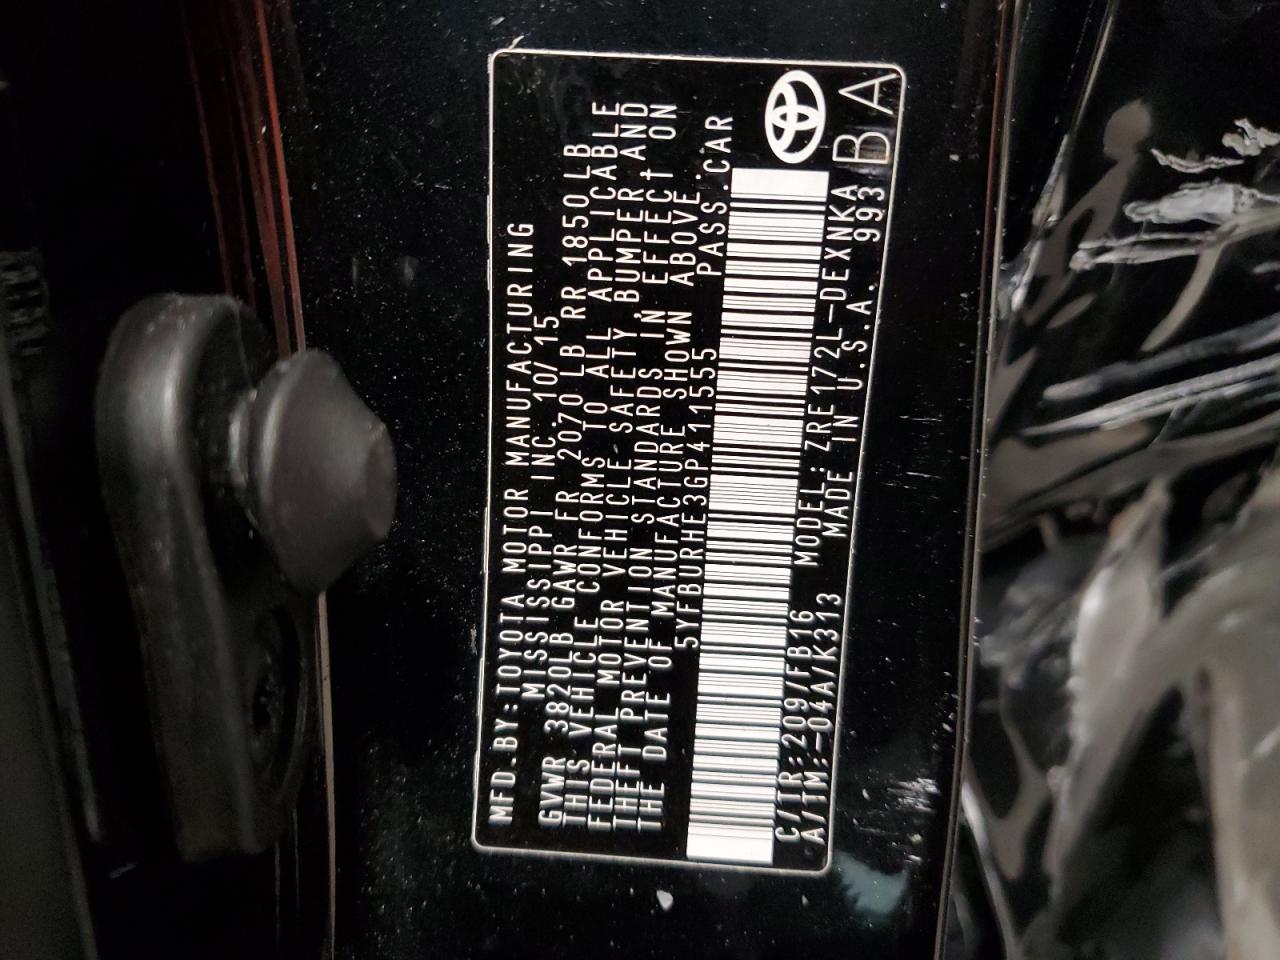 MFD.BY:TOYOTA MOTOR MANUFACTURING
MISSISSIPPI INC. 10/15
GVWR 3820LB GAWR FR 2070 LB RR 1850 LB
THIS VEHICLE CONFORMS TO ALL APPLICABLE
FEDERAL MOTOR VEHICLE SAFETY,BUMPER AND
THEFT PREVENTION STANDARDS IN EFFECT ON
THE DATE OF MANUFACTURE SHOWN ABOVE.
5YFBURHE3GP411555 PASS.CAR
C/TR:209/FB16 MODEL:ZRE172L-DEXNKA
A/TM:-04A/K313 MADE IN U.S.A. 993
BA